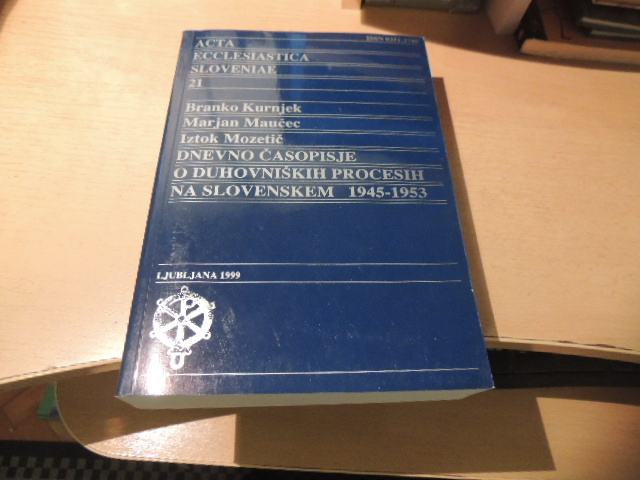 ISSN
ACTA
ECCLESIASTICA
SLOVENIAE
21
Branko Kurnjek
Marjan Maučec
Iztok Mozetič
DNEVNO ČASOPISJE
O DUHOVNIŠKIH PROCESIH
NA SLOVENSKEM 1945-1953
LJUBLJANA 1999